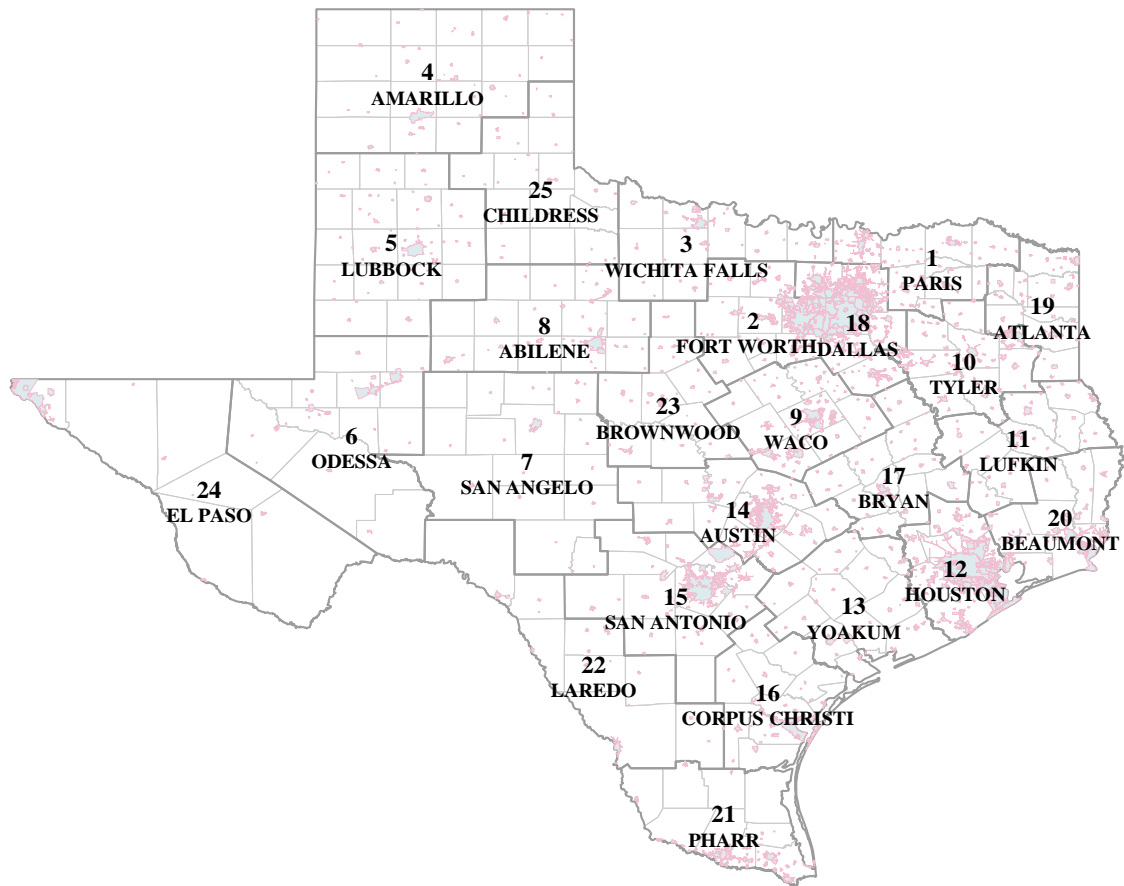 4
AMARILLO
25
CHILDRESS
5
LUBBOCK
3
WICHITA FALLS
1
PARIS
19
ATLANTA
8
ABILENE
2
FORT WORTH
18
DALLAS
10
TYLER
23
BROWNWOOD
9
WACO
6
ODESSA
7
SAN ANGELO
11
LUFKIN
17
BRYAN
24
EL PASO
14
AUSTIN
20
BEAUMONT
12
HOUSTON
15
SAN ANTONIO
13
YOAKUM
22
LAREDO
16
CORPUS CHRISTI
21
PHARR